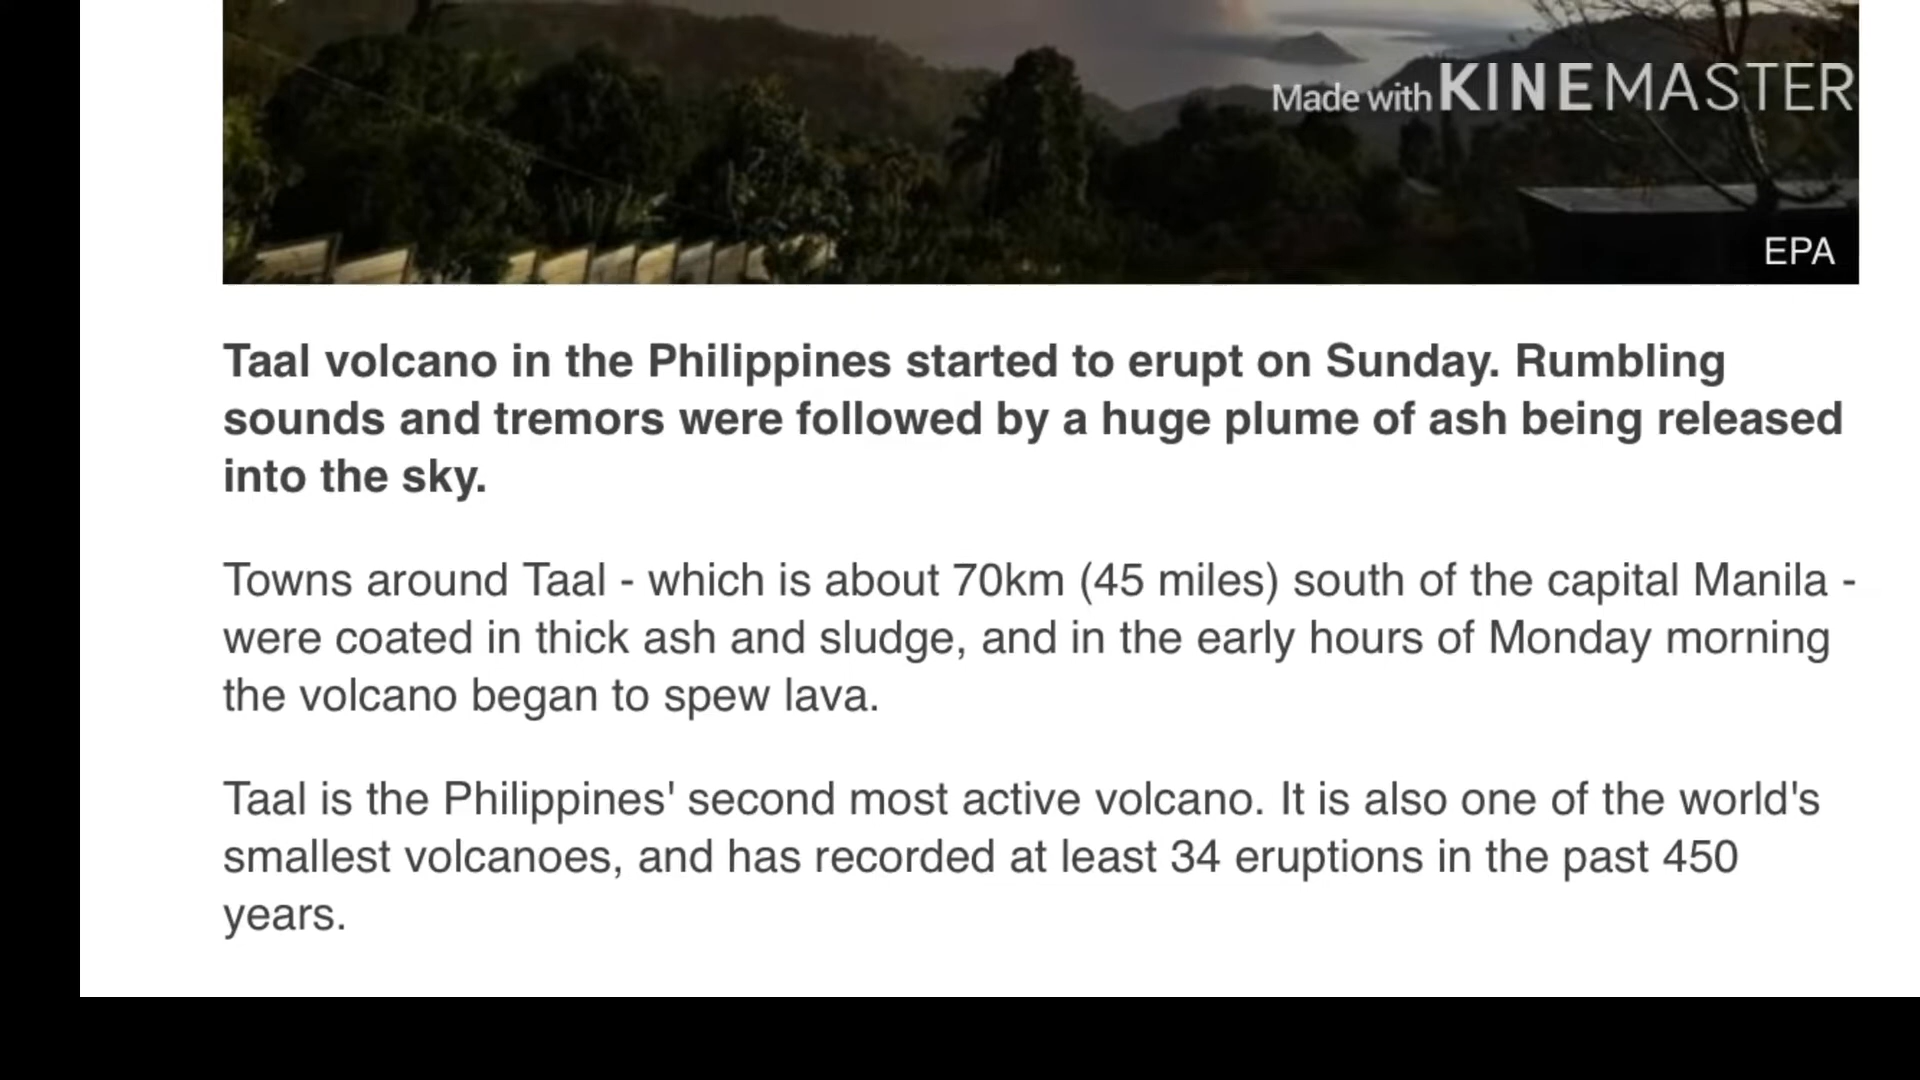 Made with KINEMASTER
EPA
Taal volcano in the Philippines started to erupt on Sunday. Rumbling
sounds and tremors were followed by a huge plume of ash being released
into the sky.
Towns around Taal - which is about 70km (45 miles) south of the capital Manila -
were coated in thick ash and sludge, and in the early hours of Monday morning
the volcano began to spew lava.
Taal is the Philippines' second most active volcano. It is also one of the world's
smallest volcanoes, and has recorded at least 34 eruptions in the past 450
years.